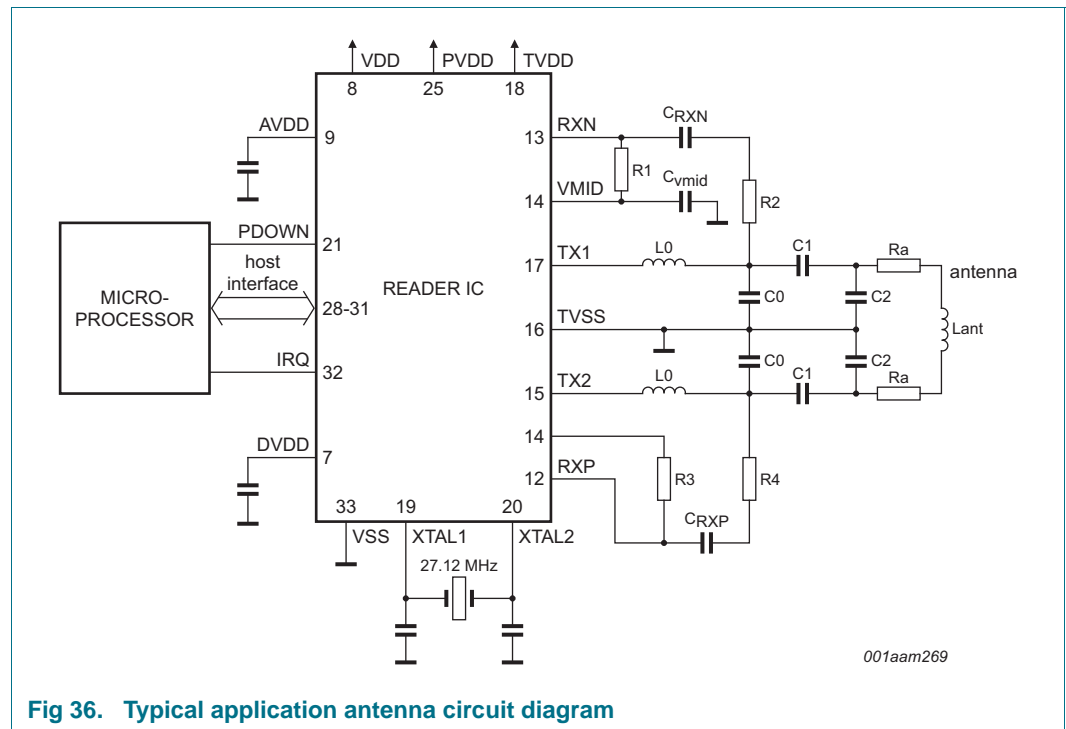 VDD PVDD TVDD
8 25 18
AVDD 9
13 RXN CRXN
R1
14 VMID Cvmid
R2
MICRO-
PROCESSOR
PDOWN 21
host
interface
28-31
IRQ 32
READER IC
17 TX1 L0 C1 Ra
antenna
C0 C2
16 TVSS
Lant
C0 C2
15 TX2 L0 C1 Ra
14
12 RXP R3 R4
CRXP
DVDD 7
33 19 20
VSS XTAL1 XTAL2
27.12 MHz
001aam269
Fig 36. Typical application antenna circuit diagram